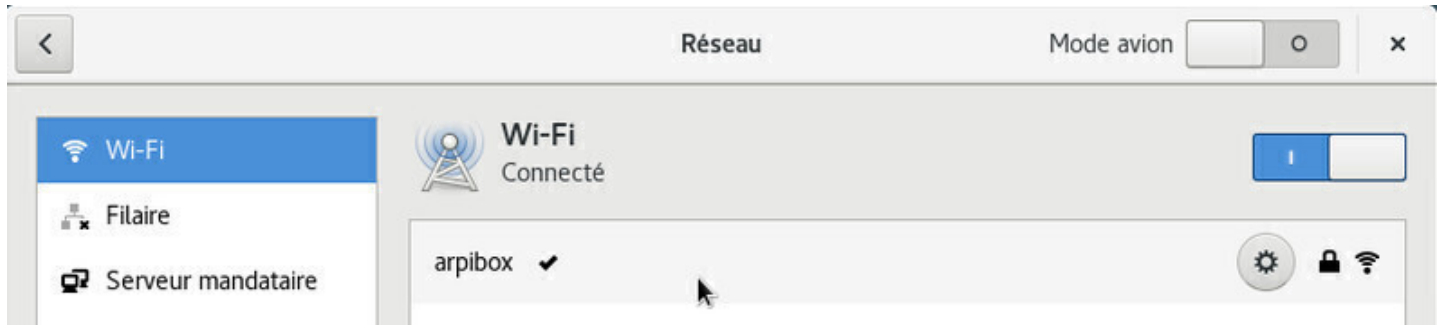 Réseau
Mode avion
Wi-Fi
Wi-Fi
Connecté
Filaire
arpibox
Serveur mandataire